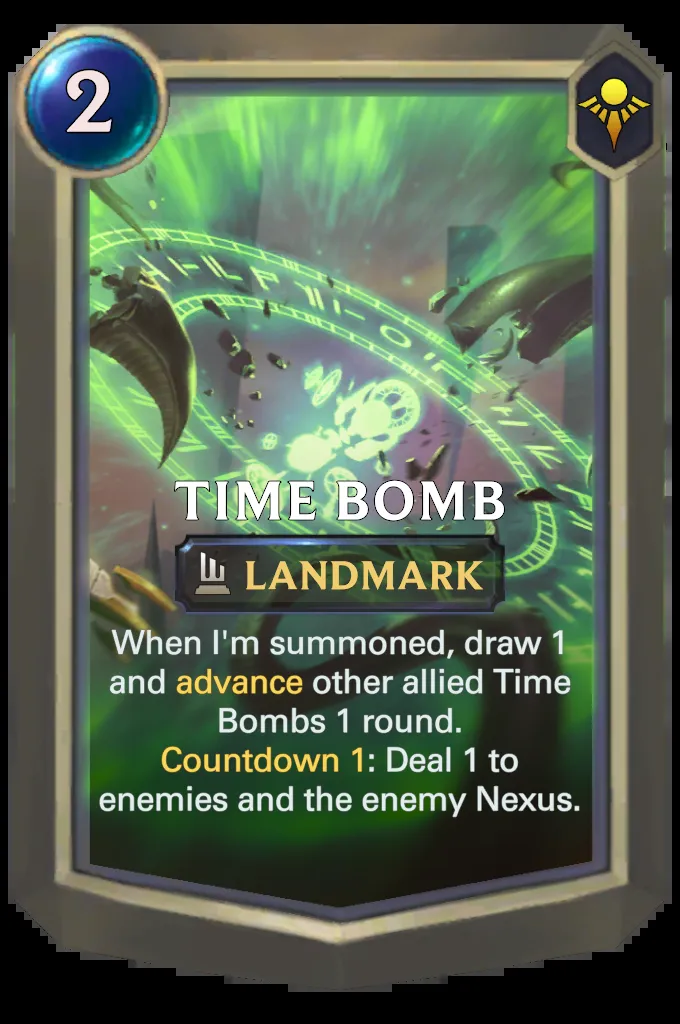 2
TIME BOMB
LANDMARK
When I'm summoned, draw 1
and advance other allied Time
Bombs 1 round.
Countdown 1: Deal 1 to
enemies and the enemy Nexus.